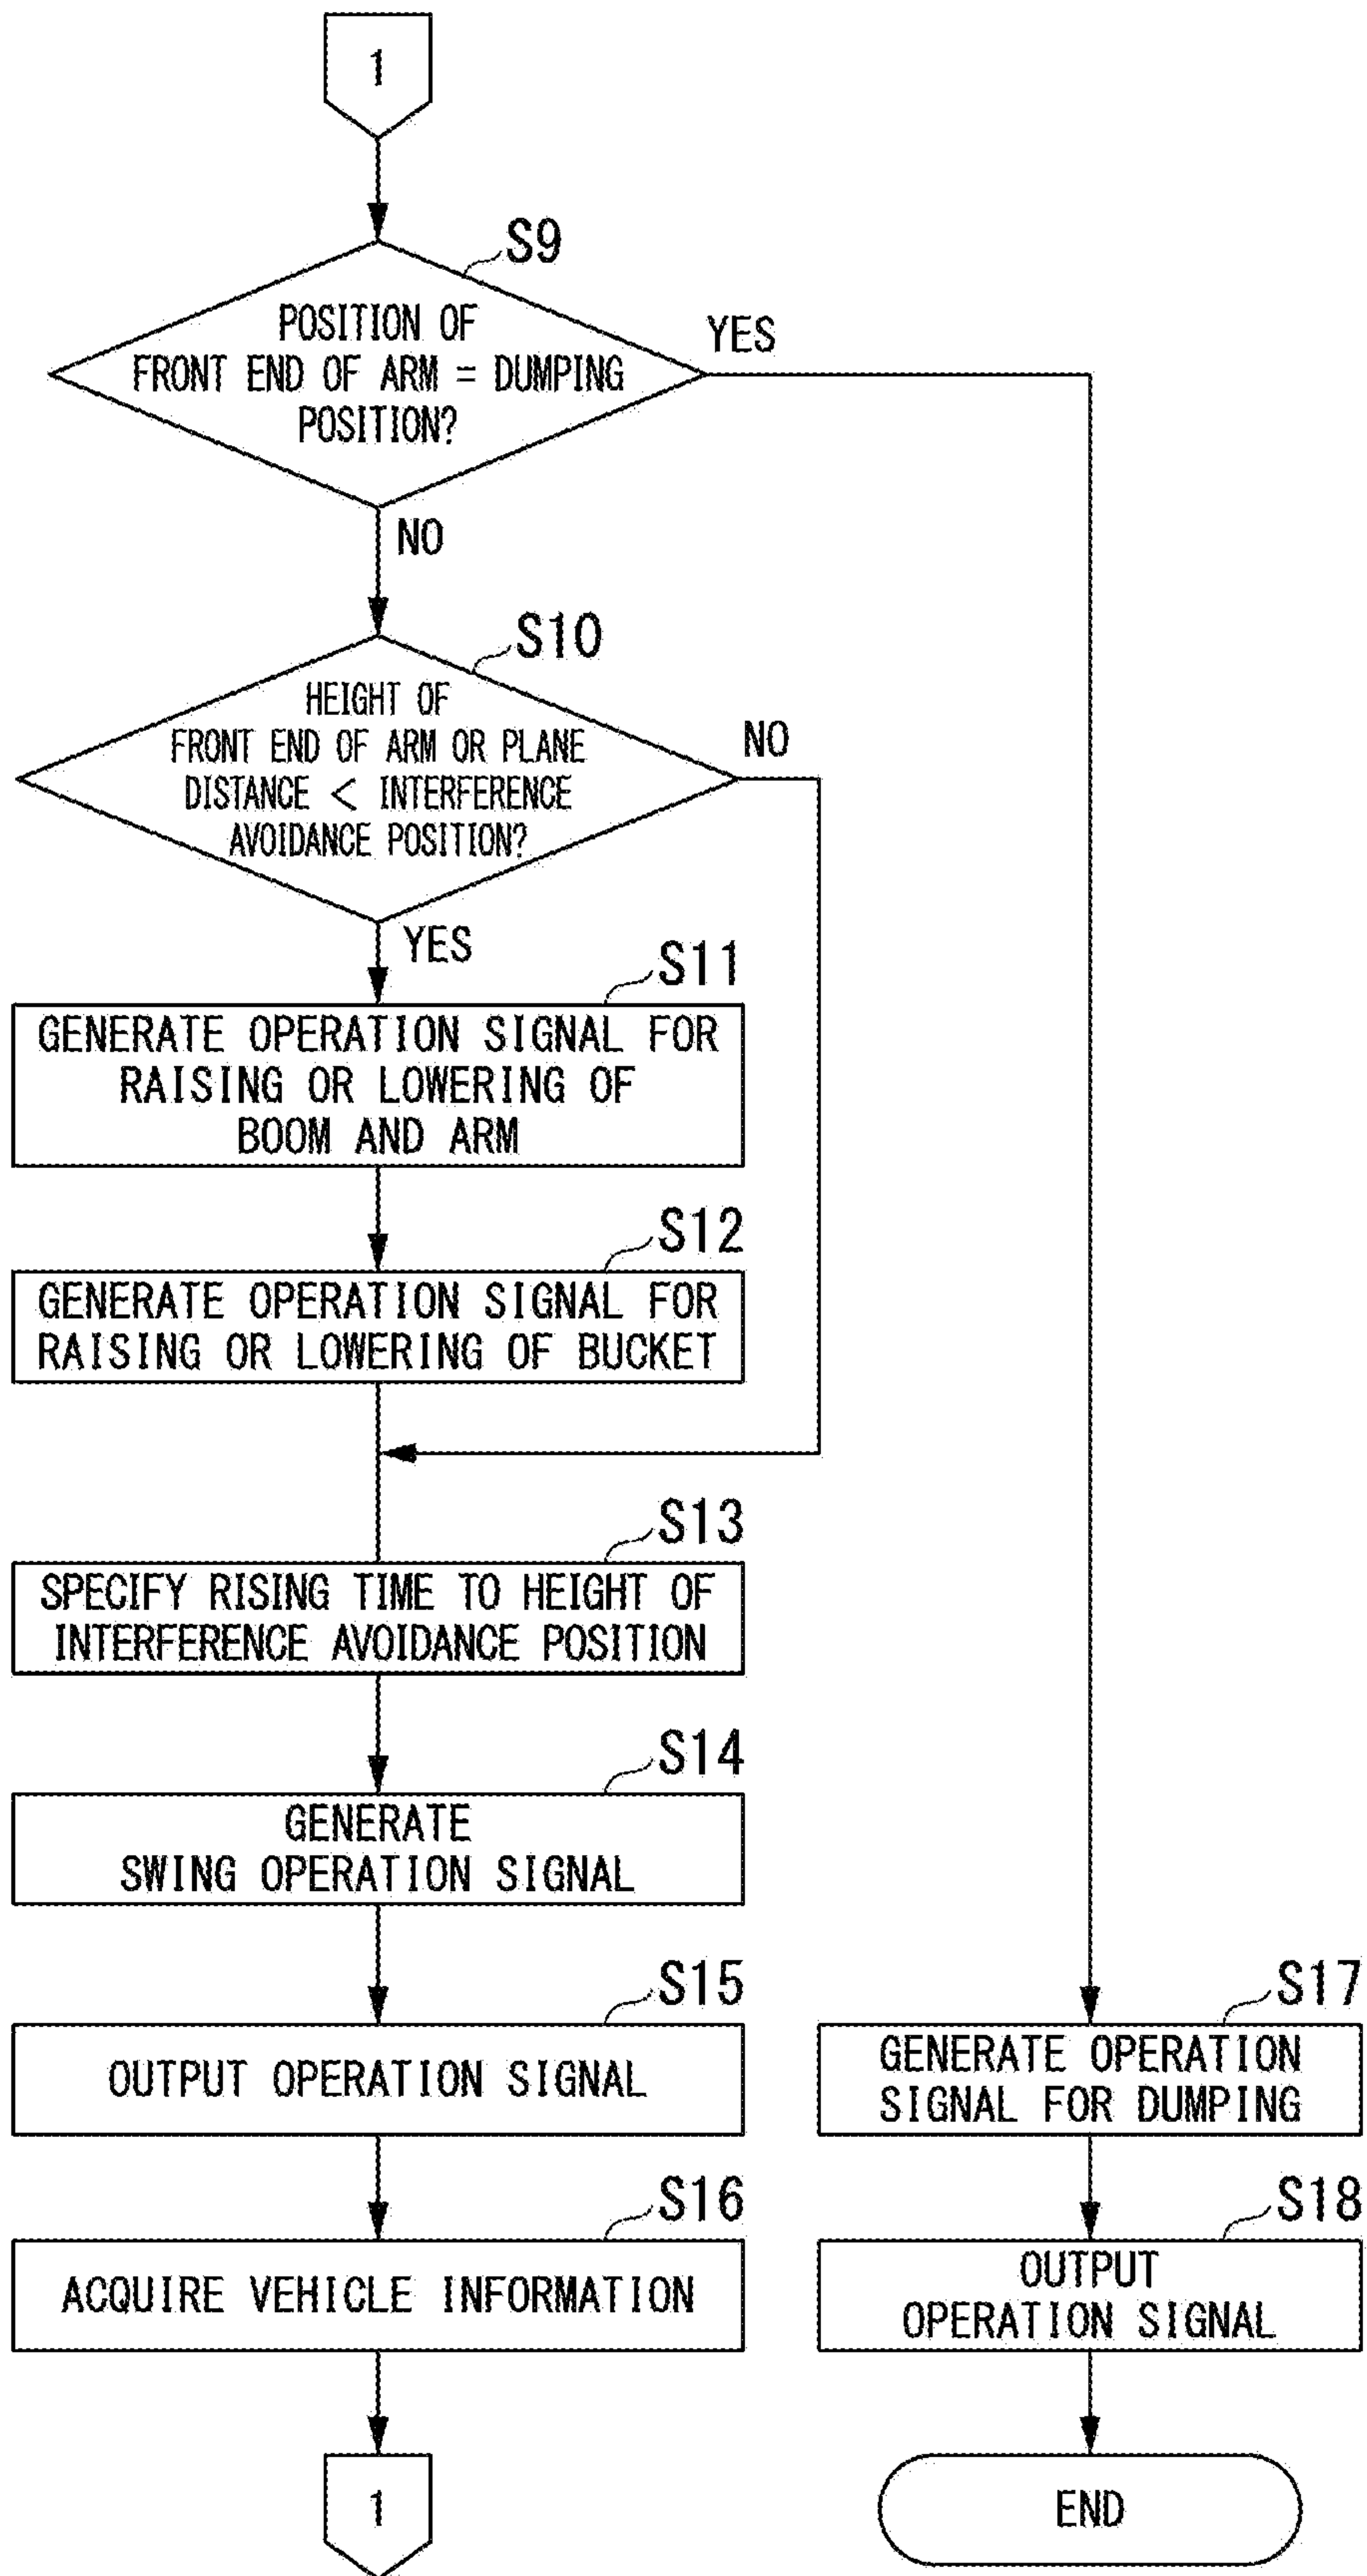 1
S9
POSITION OF
FRONT END OF ARM = DUMPING
POSITION?
YES
NO
S10
HEIGHT OF
FRONT END OF ARM OR PLANE
DISTANCE < INTERFERENCE
AVOIDANCE POSITION?
NO
YES
S11
GENERATE OPERATION SIGNAL FOR
RAISING OR LOWERING OF
BOOM AND ARM
S12
GENERATE OPERATION SIGNAL FOR
RAISING OR LOWERING OF BUCKET
S13
SPECIFY RISING TIME TO HEIGHT OF
INTERFERENCE AVOIDANCE POSITION
S14
GENERATE
SWING OPERATION SIGNAL
S15
OUTPUT OPERATION SIGNAL
S16
ACQUIRE VEHICLE INFORMATION
1
S17
GENERATE OPERATION
SIGNAL FOR DUMPING
S18
OUTPUT
OPERATION SIGNAL
END